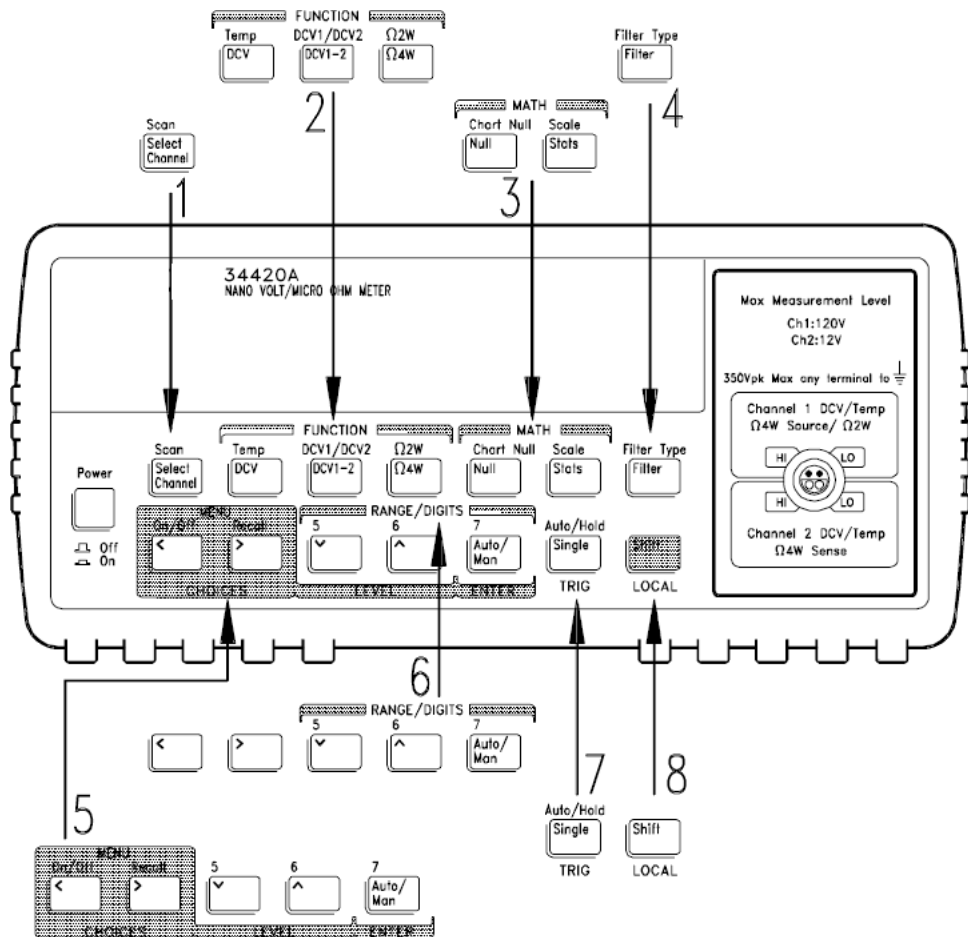 FUNCTION
Temp DCV1/DCV2 Ω2W
DCV DCV1-2 Ω4W
Filter Type
Filter
2
4
MATH
Chart Null Scale
Null Stats
Scan
Select
Channel
1
3
34420A
NANO VOLT/MICRO OHM METER
Max Measurement Level
Ch1:120V
Ch2:12V
350Vpk Max any terminal to
Channel 1 DCV/Temp
Ω4W Source/ Ω2W
HI LO
HI LO
Channel 2 DCV/Temp
Ω4W Sense
FUNCTION MATH
Scan Temp DCV1/DCV2 Ω2W Chart Null Scale Filter Type
Select
Channel DCV DCV1-2 Ω4W Null Stats Filter
Power
Off
On
MENU RANGE/DIGITS
On/Off Recall 5 6 7 Auto/Hold
< > ˅ ^ Auto/
Man Single Shift
CHOICES LEVEL ENTER TRIG LOCAL
6
RANGE/DIGITS
5 6 7
< > ˅ ^ Auto/
Man
7
8
Auto/Hold
Single Shift
TRIG LOCAL
5
MENU
On/Off Recall 5 6 7
< > ˅ ^ Auto/
Man
CHOICES LEVEL ENTER